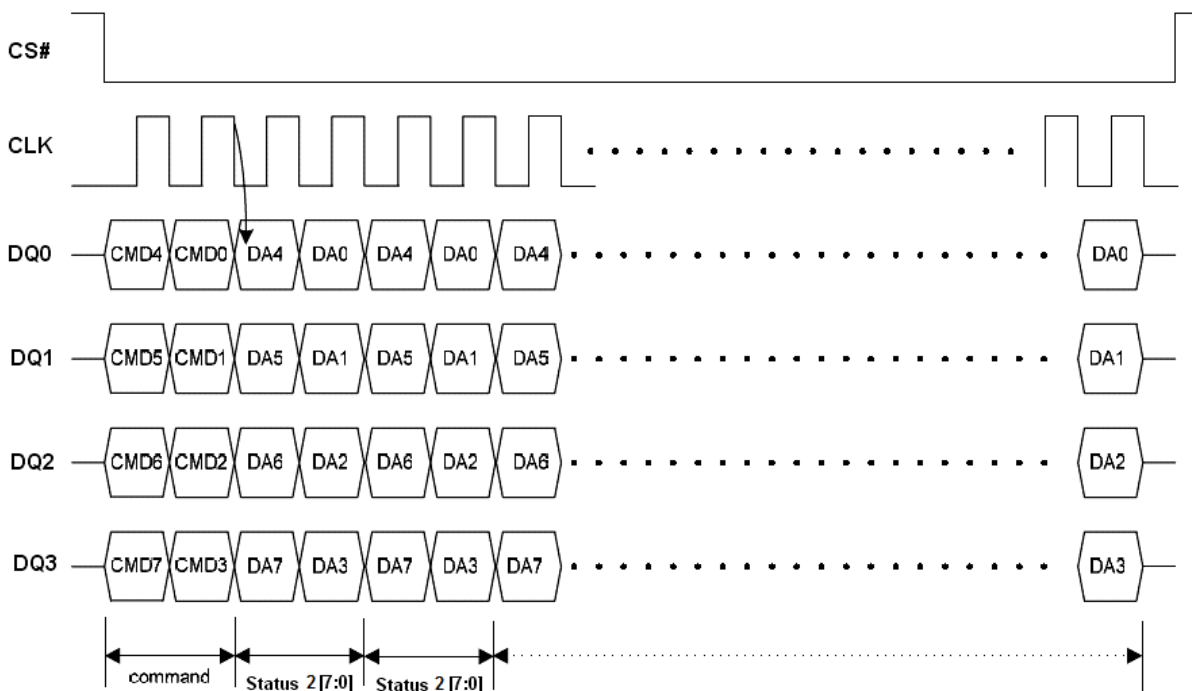 CS#
CLK
DQ0 CMD4 CMD0 DA4 DA0 DA4 DA0 DA4 DA0
DQ1 CMD5 CMD1 DA5 DA1 DA5 DA1 DA5 DA1
DQ2 CMD6 CMD2 DA6 DA2 DA6 DA2 DA6 DA2
DQ3 CMD7 CMD3 DA7 DA3 DA7 DA3 DA7 DA3
command Status 2 [7:0] Status 2 [7:0]